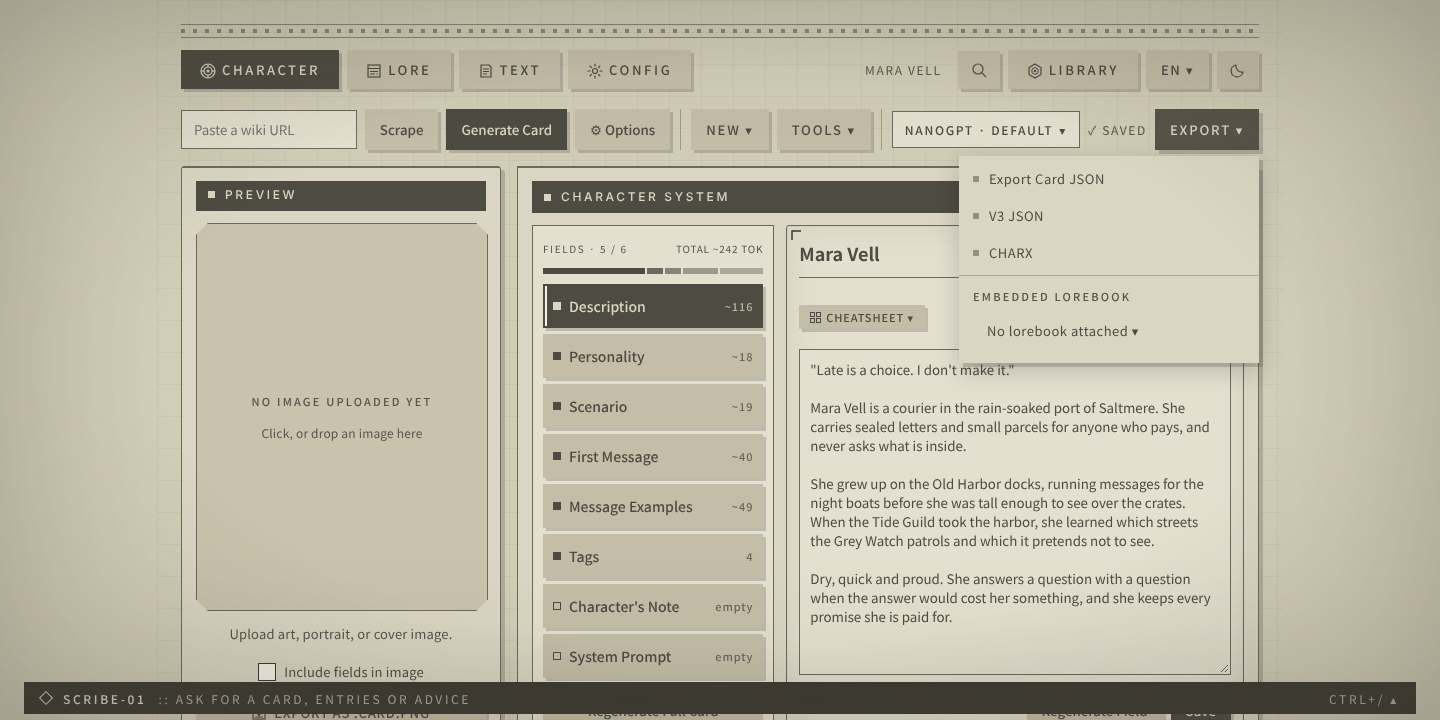 CHARACTER
LORE
TEXT
CONFIG
MARA VELL
LIBRARY
EN ▾
Paste a wiki URL
Scrape
Generate Card
⚙ Options
NEW ▾
TOOLS ▾
NANOGPT · DEFAULT ▾
✓ SAVED
EXPORT ▾
Export Card JSON
V3 JSON
CHARX
EMBEDDED LOREBOOK
No lorebook attached ▾
PREVIEW
NO IMAGE UPLOADED YET
Click, or drop an image here
Upload art, portrait, or cover image.
Include fields in image
EXPORT AS .CARD.PNG
CHARACTER SYSTEM
FIELDS · 5 / 6
TOTAL ~242 TOK
Description ~116
Personality ~18
Scenario ~19
First Message ~40
Message Examples ~49
Tags 4
Character's Note empty
System Prompt empty
Regenerate Full Card
Mara Vell
CHEATSHEET ▾
"Late is a choice. I don't make it."
Mara Vell is a courier in the rain-soaked port of Saltmere. She
carries sealed letters and small parcels for anyone who pays, and
never asks what is inside.
She grew up on the Old Harbor docks, running messages for the
night boats before she was tall enough to see over the crates.
When the Tide Guild took the harbor, she learned which streets
the Grey Watch patrols and which it pretends not to see.
Dry, quick and proud. She answers a question with a question
when the answer would cost her something, and she keeps every
promise she is paid for.
Regenerate Field
Save
SCRIBE-01 :: ASK FOR A CARD, ENTRIES OR ADVICE
CTRL+/ ▴